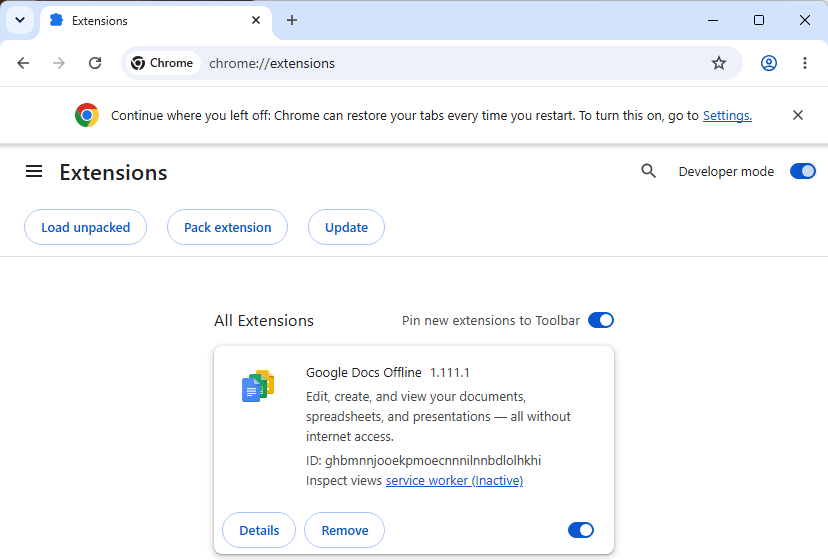 Extensions
Chrome chrome://extensions
Continue where you left off: Chrome can restore your tabs every time you restart. To turn this on, go to Settings.
Extensions
Developer mode
Load unpacked
Pack extension
Update
All Extensions
Pin new extensions to Toolbar
Google Docs Offline 1.111.1
Edit, create, and view your documents,
spreadsheets, and presentations — all without
internet access.
ID: ghbmnnjooekpmoecnnnilnnbdlolhkhi
Inspect views service worker (Inactive)
Details
Remove